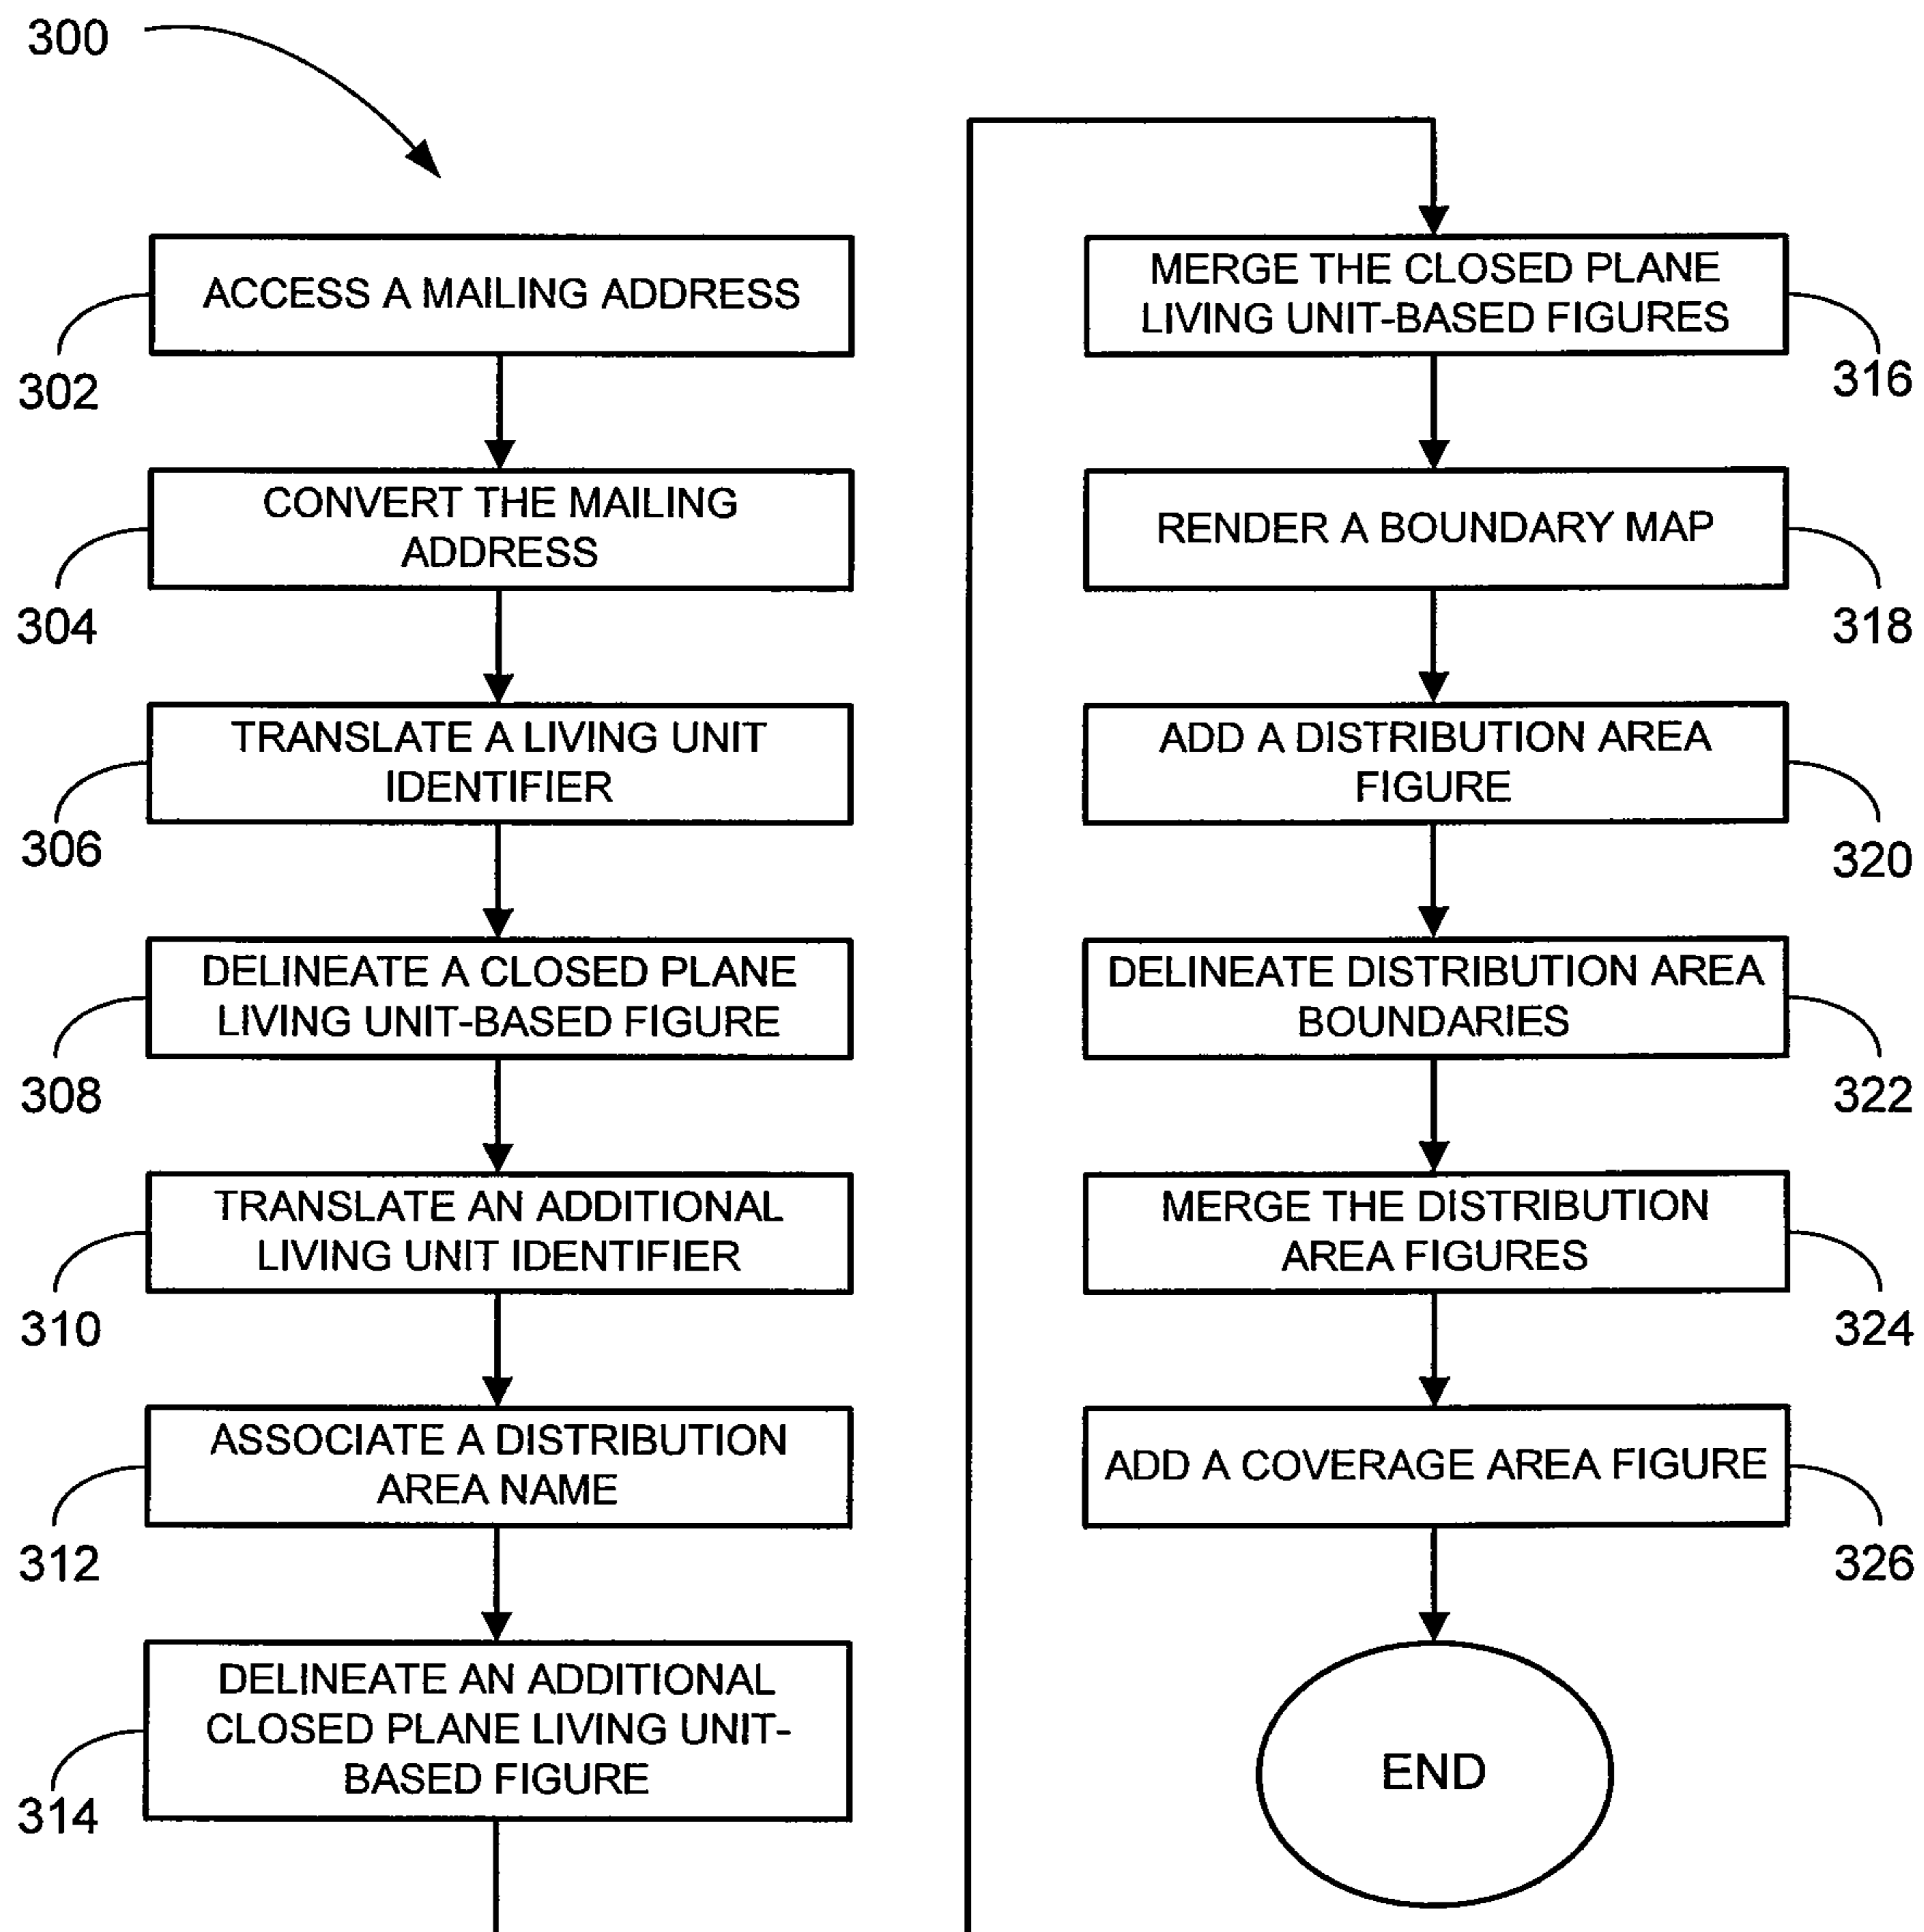 300
ACCESS A MAILING ADDRESS
302
CONVERT THE MAILING
ADDRESS
304
TRANSLATE A LIVING UNIT
IDENTIFIER
306
DELINEATE A CLOSED PLANE
LIVING UNIT-BASED FIGURE
308
TRANSLATE AN ADDITIONAL
LIVING UNIT IDENTIFIER
310
ASSOCIATE A DISTRIBUTION
AREA NAME
312
DELINEATE AN ADDITIONAL
CLOSED PLANE LIVING UNIT-
BASED FIGURE
314
MERGE THE CLOSED PLANE
LIVING UNIT-BASED FIGURES
316
RENDER A BOUNDARY MAP
318
ADD A DISTRIBUTION AREA
FIGURE
320
DELINEATE DISTRIBUTION AREA
BOUNDARIES
322
MERGE THE DISTRIBUTION
AREA FIGURES
324
ADD A COVERAGE AREA FIGURE
326
END